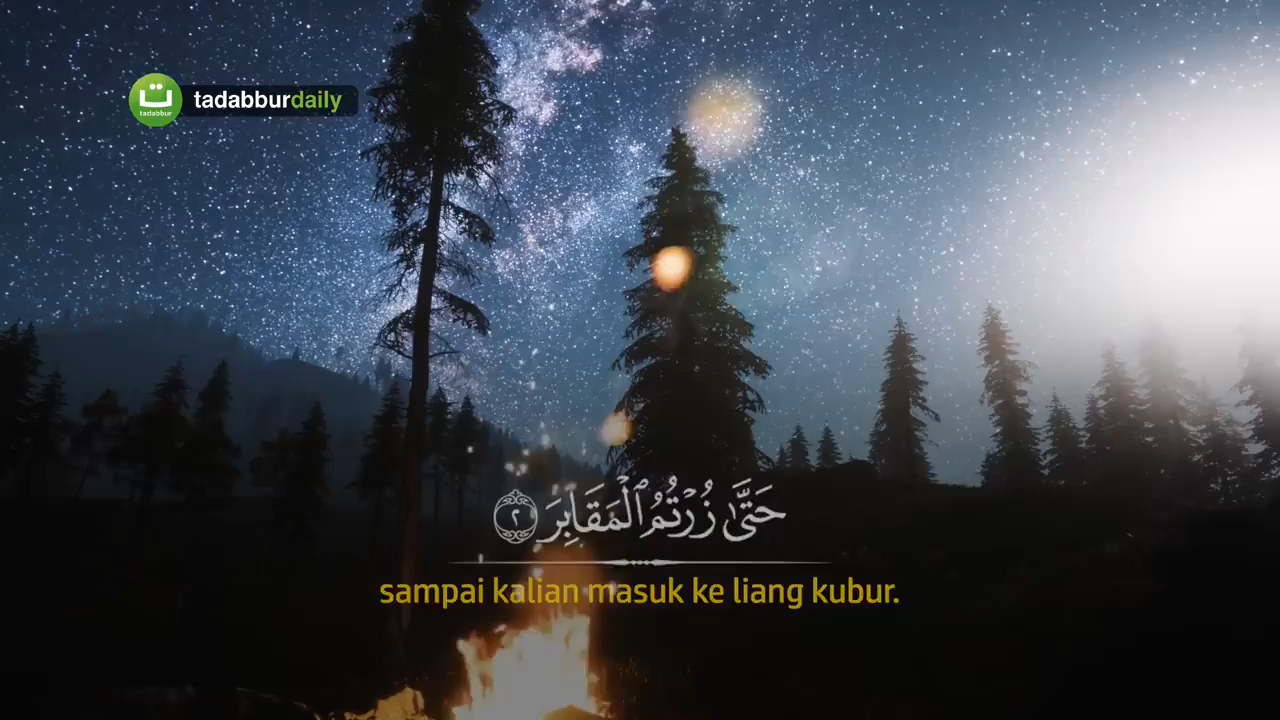 ت
tadabbur
tadabburdaily
حَتَّىٰ زُرْتُمُ ٱلْمَقَابِرَ ٢
sampai kalian masuk ke liang kubur.